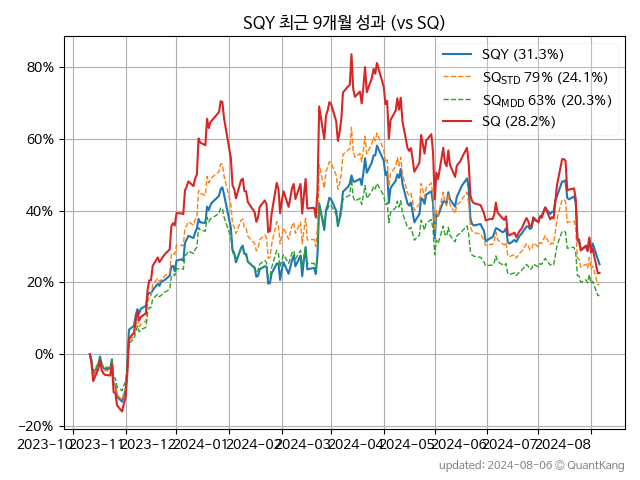 SQY 최근 9개월 성과 (vs SQ)
SQY (31.3%)
SQSTD 79% (24.1%)
SQMDD 63% (20.3%)
SQ (28.2%)
80%
60%
40%
20%
0%
−20%
2023-10 2023-11 2023-12 2024-01 2024-02 2024-03 2024-04 2024-05 2024-06 2024-07 2024-08
updated: 2024-08-06 © QuantKang